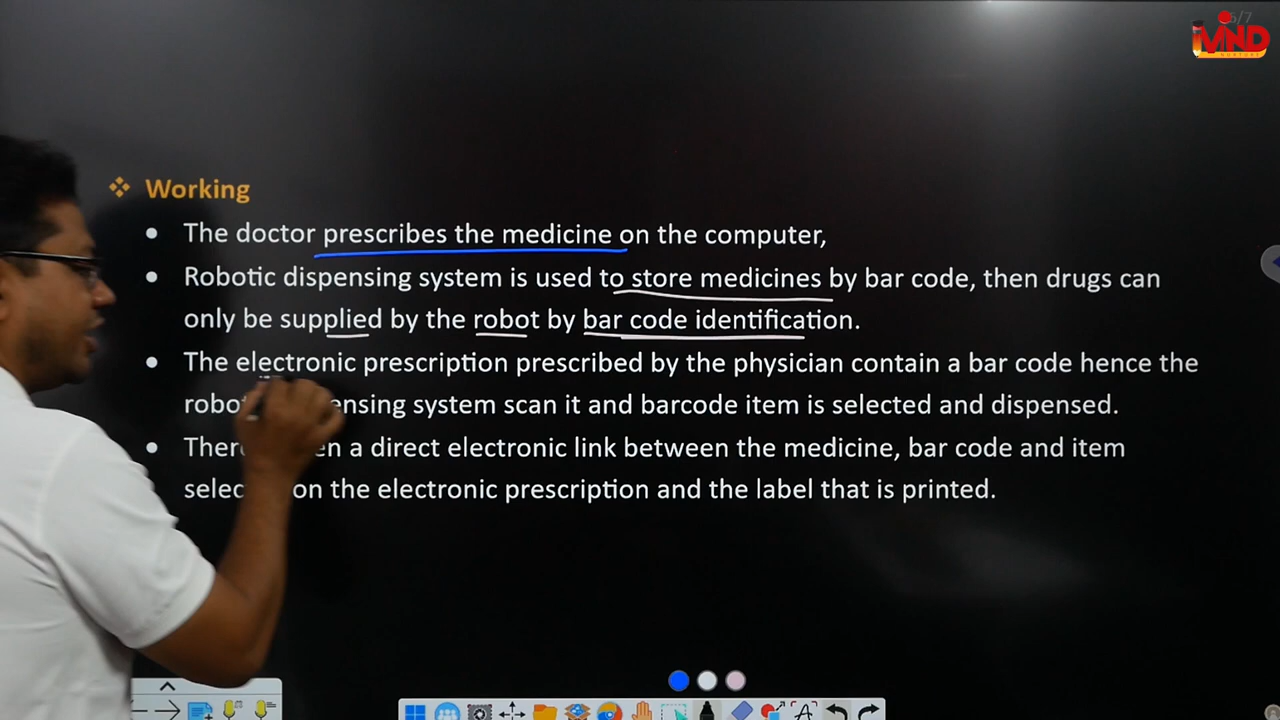 5/7
MIND
NURTURE
❖ Working
• The doctor prescribes the medicine on the computer,
• Robotic dispensing system is used to store medicines by bar code, then drugs can
only be supplied by the robot by bar code identification.
• The electronic prescription prescribed by the physician contain a bar code hence the
ensing system scan it and barcode item is selected and dispensed.
• a direct electronic link between the medicine, bar code and item
on the electronic prescription and the label that is printed.